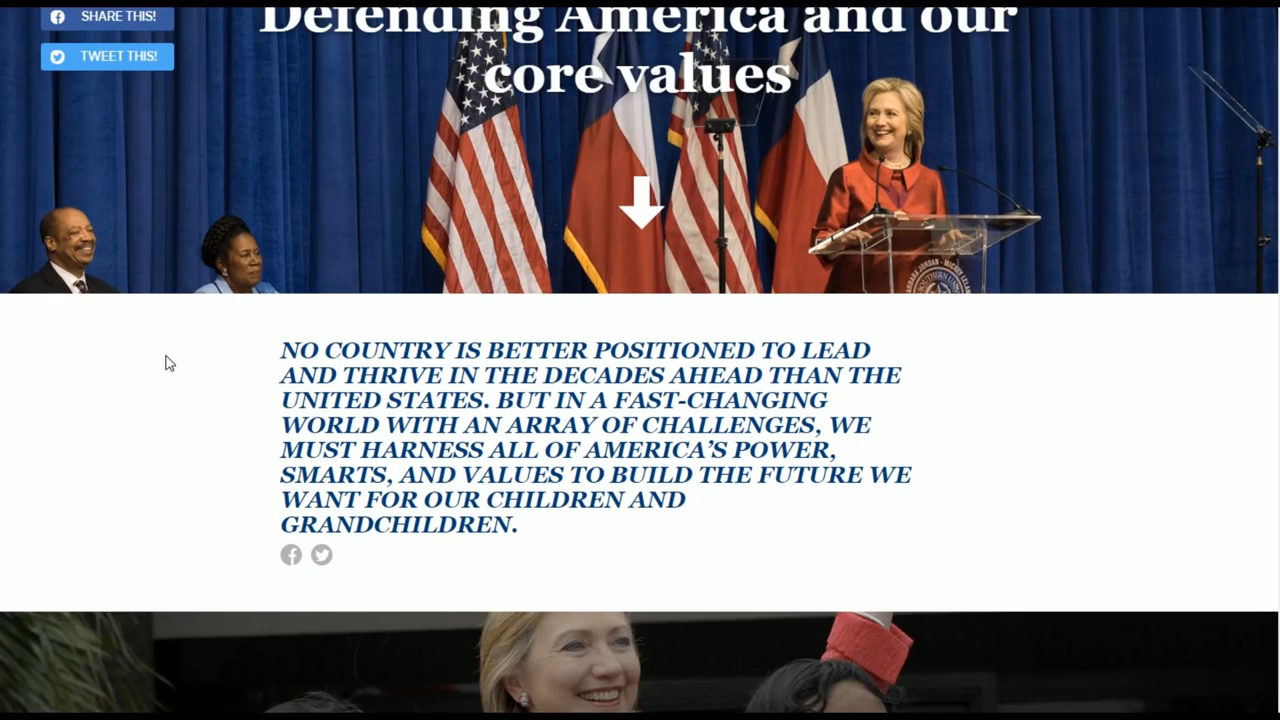 SHARE THIS!
TWEET THIS!
Defending America and our
core values
NO COUNTRY IS BETTER POSITIONED TO LEAD
AND THRIVE IN THE DECADES AHEAD THAN THE
UNITED STATES. BUT IN A FAST-CHANGING
WORLD WITH AN ARRAY OF CHALLENGES, WE
MUST HARNESS ALL OF AMERICA’S POWER,
SMARTS, AND VALUES TO BUILD THE FUTURE WE
WANT FOR OUR CHILDREN AND
GRANDCHILDREN.